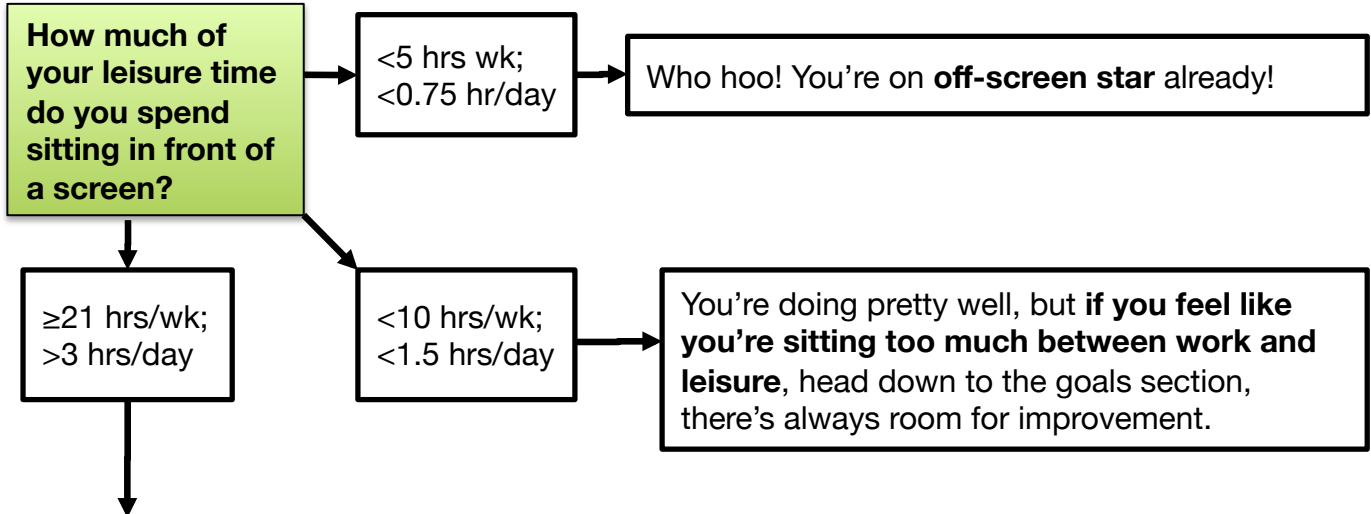 How much of
your leisure time
do you spend
sitting in front of
a screen?
<5 hrs wk;
<0.75 hr/day
Who hoo! You’re on off-screen star already!
≥21 hrs/wk;
>3 hrs/day
<10 hrs/wk;
<1.5 hrs/day
You’re doing pretty well, but if you feel like
you’re sitting too much between work and
leisure, head down to the goals section,
there’s always room for improvement.